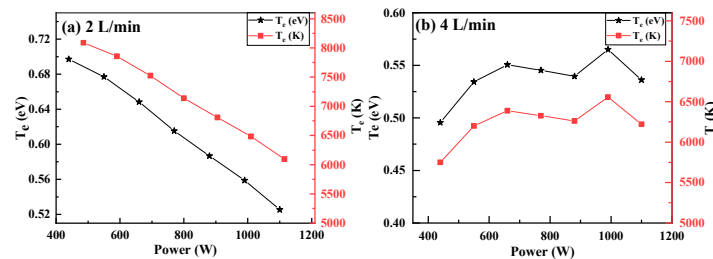 (a) 2 L/min
Tₑ (eV)
Tₑ (K)
0.72
0.68
0.64
0.60
0.56
0.52
Te (eV)
8500
8000
7500
7000
6500
6000
5500
5000
Tₑ (K)
400 600 800 1000 1200
Power (W)
(b) 4 L/min
Tₑ (eV)
Tₑ (K)
0.60
0.55
0.50
0.45
0.40
Te (eV)
7500
7000
6500
6000
5500
5000
Tₑ (K)
400 600 800 1000 1200
Power (W)